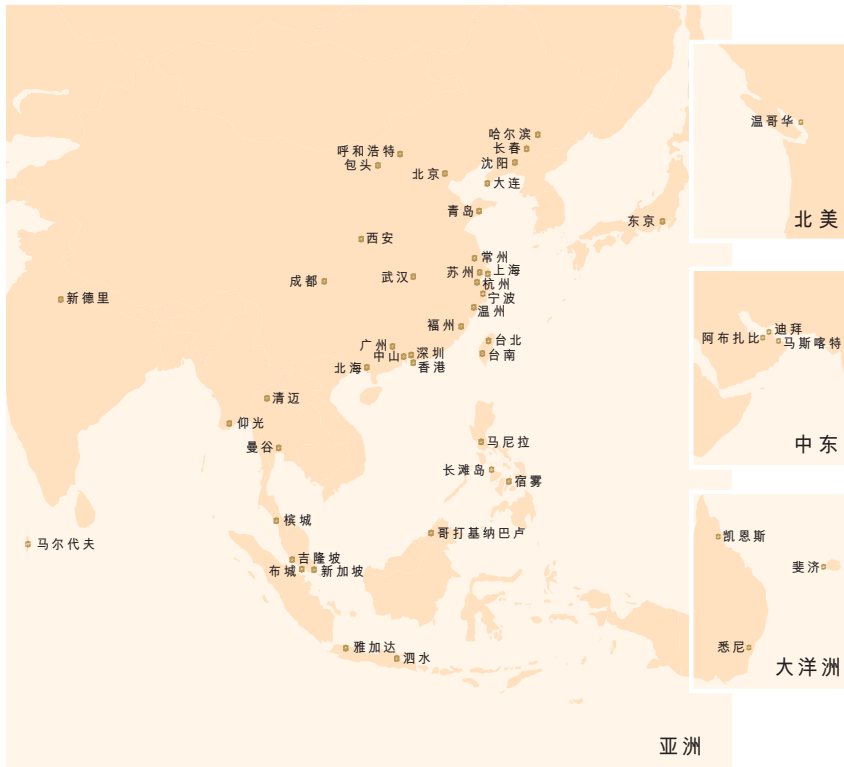 哈尔滨
长春
呼和浩特
沈阳
包头
北京
大连
青岛
东京
西安
常州
苏州
上海
成都
武汉
杭州
宁波
新德里
温州
福州
台北
广州
台南
中山
深圳
北海
香港
清迈
仰光
马尼拉
曼谷
长滩岛
宿雾
槟城
哥打基纳巴卢
马尔代夫
吉隆坡
布城
新加坡
雅加达
泗水
亚洲
温哥华
北美
迪拜
阿布扎比
马斯喀特
中东
凯恩斯
斐济
悉尼
大洋洲